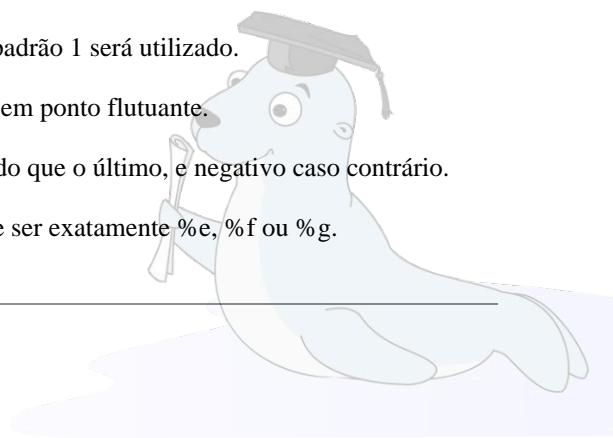 padrão 1 será utilizado.
em ponto flutuante.
do que o último, e negativo caso contrário.
e ser exatamente %e, %f ou %g.